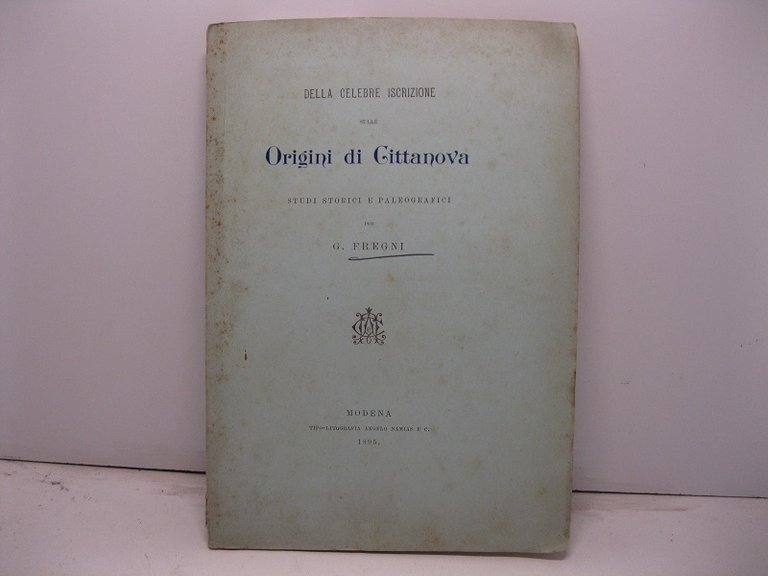 DELLA CELEBRE ISCRIZIONE
SULLE
Origini di Cittanova
STUDI STORICI E PALEOGRAFICI
PER
G. FREGNI
MODENA
TIPO-LITOGRAFIA ANGELO NAMIAS E C.
1895.